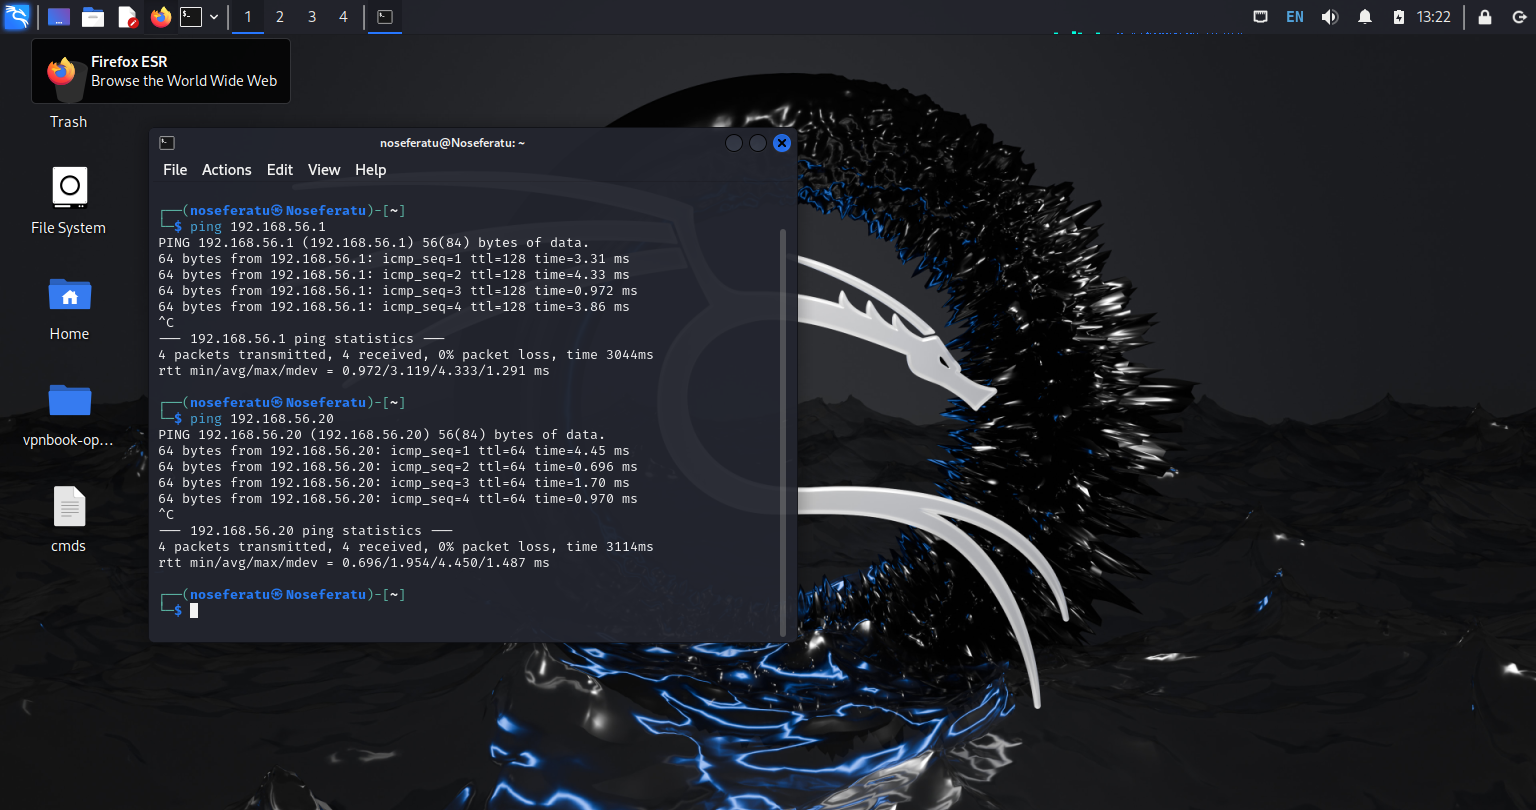 1 2 3 4
EN 13:22
Firefox ESR
Browse the World Wide Web
Trash
File System
Home
vpnbook-op...
cmds
noseferatu@Noseferatu: ~
File Actions Edit View Help
┌──(noseferatu㉿Noseferatu)-[~]
└─$ ping 192.168.56.1
PING 192.168.56.1 (192.168.56.1) 56(84) bytes of data.
64 bytes from 192.168.56.1: icmp_seq=1 ttl=128 time=3.31 ms
64 bytes from 192.168.56.1: icmp_seq=2 ttl=128 time=4.33 ms
64 bytes from 192.168.56.1: icmp_seq=3 ttl=128 time=0.972 ms
64 bytes from 192.168.56.1: icmp_seq=4 ttl=128 time=3.86 ms
^C
--- 192.168.56.1 ping statistics ---
4 packets transmitted, 4 received, 0% packet loss, time 3044ms
rtt min/avg/max/mdev = 0.972/3.119/4.333/1.291 ms
┌──(noseferatu㉿Noseferatu)-[~]
└─$ ping 192.168.56.20
PING 192.168.56.20 (192.168.56.20) 56(84) bytes of data.
64 bytes from 192.168.56.20: icmp_seq=1 ttl=64 time=4.45 ms
64 bytes from 192.168.56.20: icmp_seq=2 ttl=64 time=0.696 ms
64 bytes from 192.168.56.20: icmp_seq=3 ttl=64 time=1.70 ms
64 bytes from 192.168.56.20: icmp_seq=4 ttl=64 time=0.970 ms
^C
--- 192.168.56.20 ping statistics ---
4 packets transmitted, 4 received, 0% packet loss, time 3114ms
rtt min/avg/max/mdev = 0.696/1.954/4.450/1.487 ms
┌──(noseferatu㉿Noseferatu)-[~]
└─$